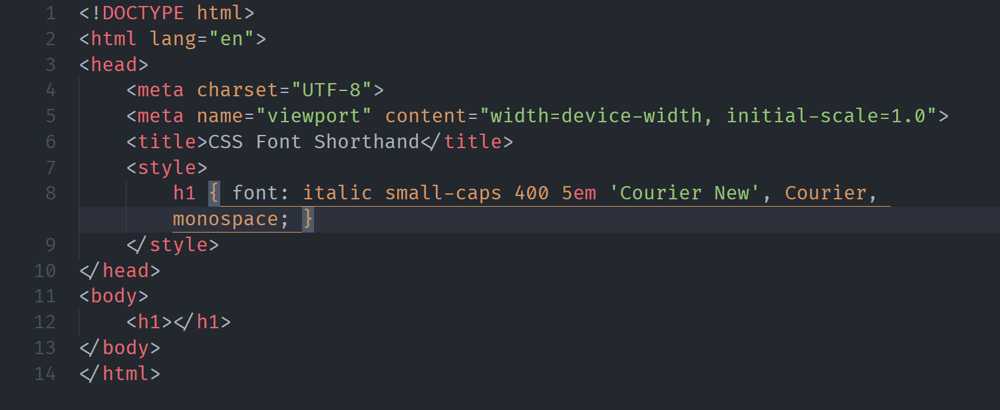 1 <!DOCTYPE html>
2 <html lang="en">
3 <head>
4     <meta charset="UTF-8">
5     <meta name="viewport" content="width=device-width, initial-scale=1.0">
6     <title>CSS Font Shorthand</title>
7     <style>
8         h1 { font: italic small-caps 400 5em 'Courier New', Courier,
          monospace; }
9     </style>
10 </head>
11 <body>
12     <h1></h1>
13 </body>
14 </html>